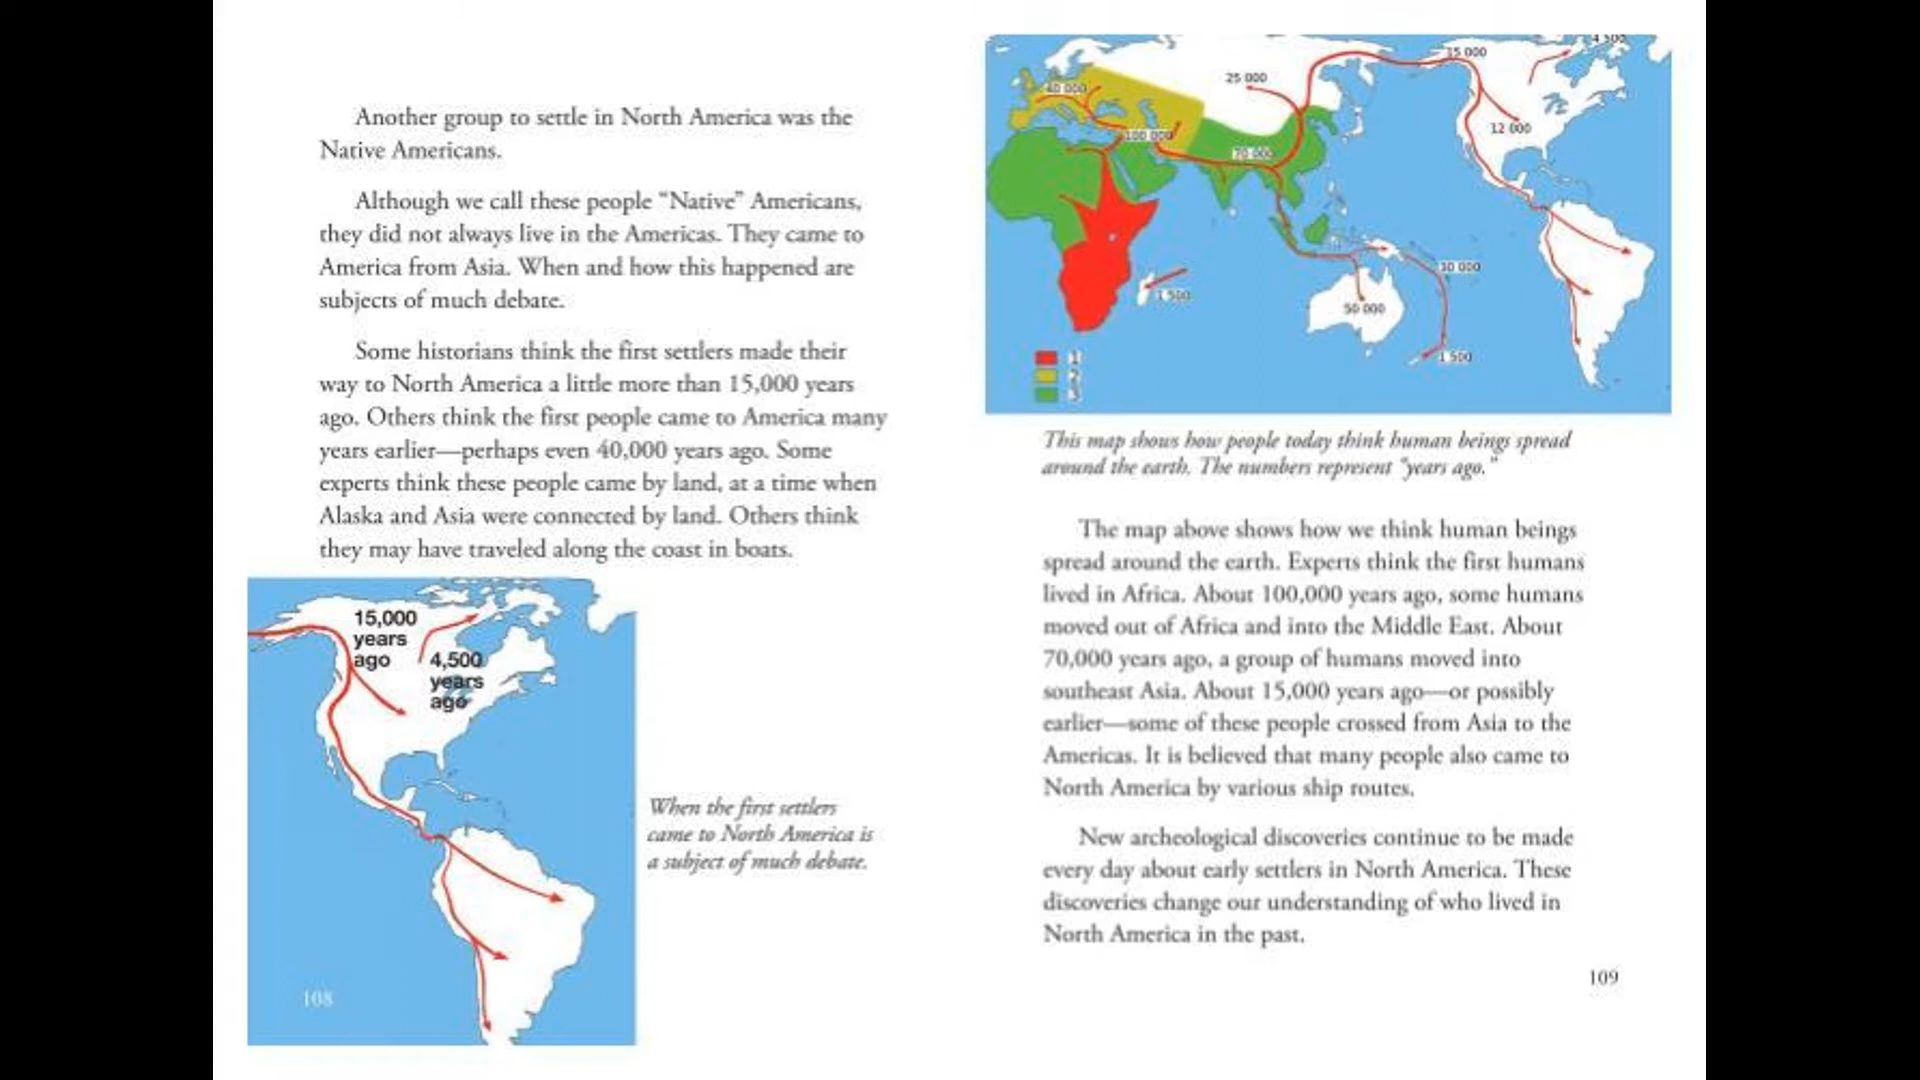 Another group to settle in North America was the
Native Americans.
Although we call these people “Native” Americans,
they did not always live in the Americas. They came to
America from Asia. When and how this happened are
subjects of much debate.
Some historians think the first settlers made their
way to North America a little more than 15,000 years
ago. Others think the first people came to America many
years earlier—perhaps even 40,000 years ago. Some
experts think these people came by land, at a time when
Alaska and Asia were connected by land. Others think
they may have traveled along the coast in boats.
15,000
years
ago
4,500
years
ago
When the first settlers
came to North America is
a subject of much debate.
108
4 500
15 000
25 000
40 000
12 000
100 000
70 000
30 000
1 500
50 000
1 500
1
2
3
This map shows how people today think human beings spread
around the earth. The numbers represent “years ago.”
The map above shows how we think human beings
spread around the earth. Experts think the first humans
lived in Africa. About 100,000 years ago, some humans
moved out of Africa and into the Middle East. About
70,000 years ago, a group of humans moved into
southeast Asia. About 15,000 years ago—or possibly
earlier—some of these people crossed from Asia to the
Americas. It is believed that many people also came to
North America by various ship routes.
New archeological discoveries continue to be made
every day about early settlers in North America. These
discoveries change our understanding of who lived in
North America in the past.
109